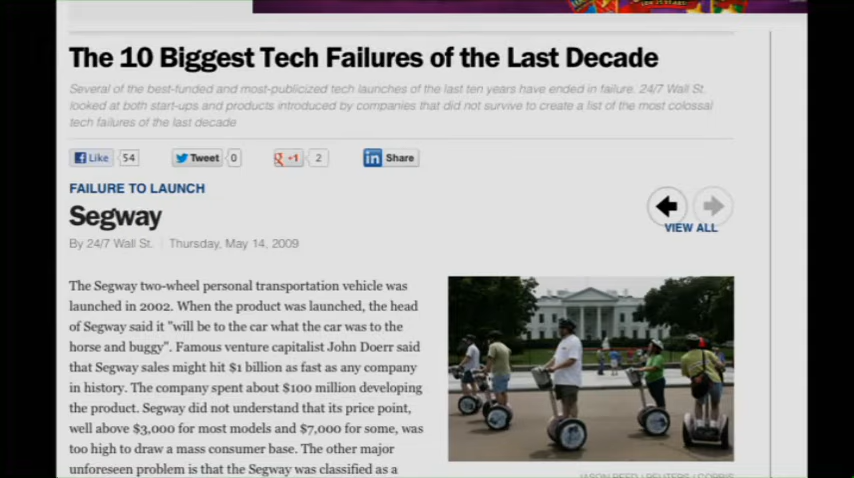 The 10 Biggest Tech Failures of the Last Decade
Several of the best-funded and most-publicized tech launches of the last ten years have ended in failure. 24/7 Wall St.
looked at both start-ups and products introduced by companies that did not survive to create a list of the most colossal
tech failures of the last decade
Like 54 Tweet 0 +1 2 in Share
FAILURE TO LAUNCH
Segway
VIEW ALL
By 24/7 Wall St. | Thursday, May 14, 2009
The Segway two-wheel personal transportation vehicle was
launched in 2002. When the product was launched, the head
of Segway said it "will be to the car what the car was to the
horse and buggy". Famous venture capitalist John Doerr said
that Segway sales might hit $1 billion as fast as any company
in history. The company spent about $100 million developing
the product. Segway did not understand that its price point,
well above $3,000 for most models and $7,000 for some, was
too high to draw a mass consumer base. The other major
unforeseen problem is that the Segway was classified as a
JASON REED / REUTERS / CORBIS